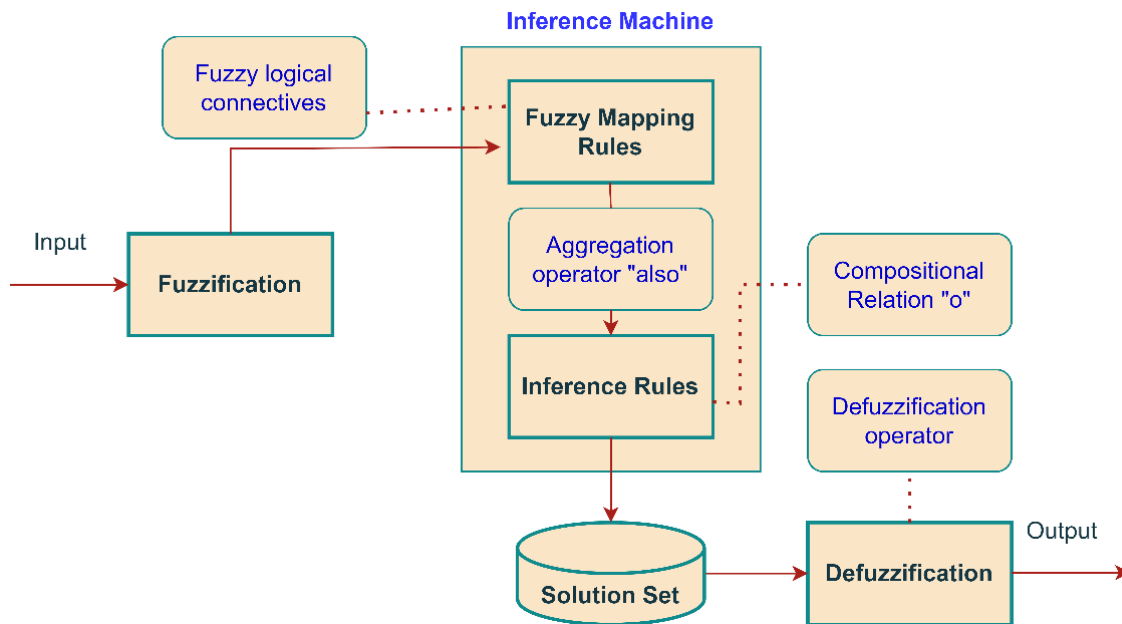 Inference Machine
Fuzzy logical
connectives
Fuzzy Mapping
Rules
Input
Fuzzification
Aggregation
operator "also"
Compositional
Relation "o"
Inference Rules
Defuzzification
operator
Solution Set
Defuzzification
Output